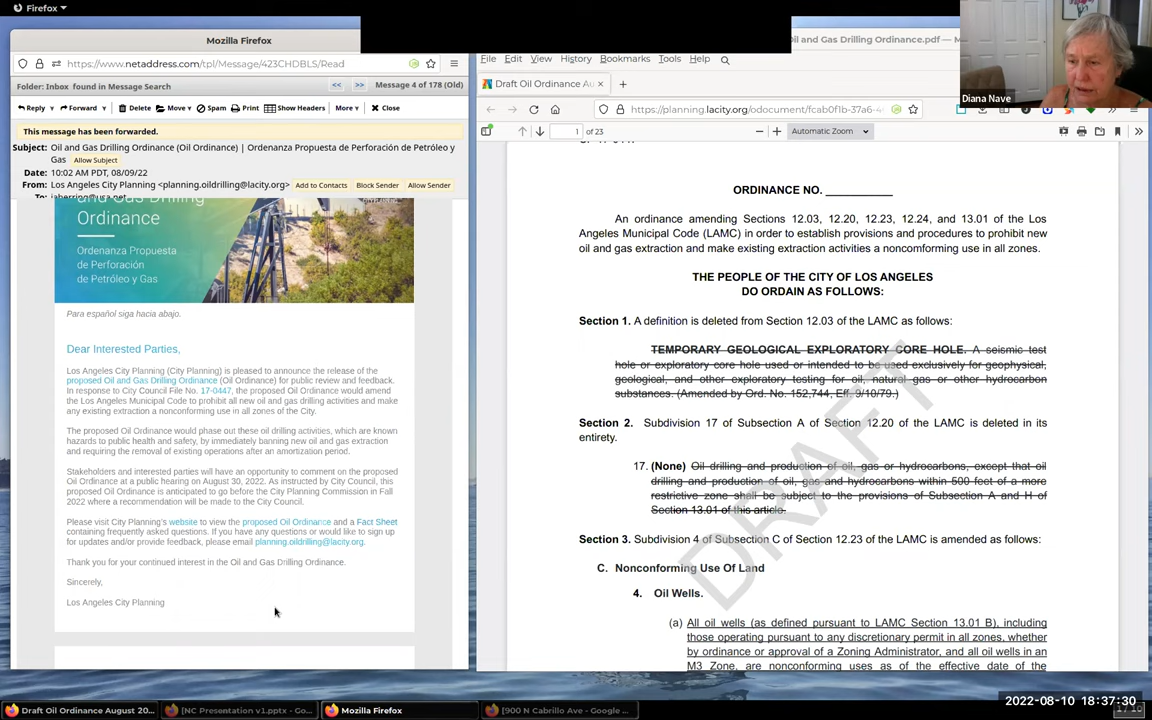 Firefox
Mozilla Firefox
https://www.netaddress.com/tpl/Message/423CHDBLS/Read
Folder: Inbox found in Message Search
<< >> Message 4 of 178 (Old)
Reply Forward Delete Move Spam Print Show Headers More Close
This message has been forwarded.
Subject: Oil and Gas Drilling Ordinance (Oil Ordinance) | Ordenanza Propuesta de Perforación de Petróleo y
Gas Allow Subject
Date: 10:02 AM PDT, 08/09/22
From: Los Angeles City Planning <planning.oildrilling@lacity.org> Add to Contacts Block Sender Allow Sender
and Gas Drilling
Ordinance
Ordenanza Propuesta
de Perforación
de Petróleo y Gas
Para español siga hacia abajo.
Dear Interested Parties,
Los Angeles City Planning (City Planning) is pleased to announce the release of the
proposed Oil and Gas Drilling Ordinance (Oil Ordinance) for public review and feedback.
In response to City Council File No. 17-0447, the proposed Oil Ordinance would amend
the Los Angeles Municipal Code to prohibit all new oil and gas drilling activities and make
any existing extraction a nonconforming use in all zones of the City.
The proposed Oil Ordinance would phase out these oil drilling activities, which are known
hazards to public health and safety, by immediately banning new oil and gas extraction
and requiring the removal of existing operations after an amortization period.
Stakeholders and interested parties will have an opportunity to comment on the proposed
Oil Ordinance at a public hearing on August 30, 2022. As instructed by City Council, this
proposed Oil Ordinance is anticipated to go before the City Planning Commission in Fall
2022 where a recommendation will be made to the City Council.
Please visit City Planning's website to view the proposed Oil Ordinance and a Fact Sheet
containing frequently asked questions. If you have any questions or would like to sign up
for updates and/or provide feedback, please email planning.oildrilling@lacity.org.
Thank you for your continued interest in the Oil and Gas Drilling Ordinance.
Sincerely,
Los Angeles City Planning
il and Gas Drilling Ordinance.pdf — M
File Edit View History Bookmarks Tools Help
Draft Oil Ordinance Au
https://planning.lacity.org/odocument/fcab0f1b-37a6-4
1 of 23
Automatic Zoom
Diana Nave
ORDINANCE NO. ___________
An ordinance amending Sections 12.03, 12.20, 12.23, 12.24, and 13.01 of the Los
Angeles Municipal Code (LAMC) in order to establish provisions and procedures to prohibit new
oil and gas extraction and make existing extraction activities a noncomforming use in all zones.
THE PEOPLE OF THE CITY OF LOS ANGELES
DO ORDAIN AS FOLLOWS:
Section 1. A definition is deleted from Section 12.03 of the LAMC as follows:
TEMPORARY GEOLOGICAL EXPLORATORY CORE HOLE. A seismic test
hole or exploratory core hole used or intended to be used exclusively for geophysical,
geological, and other exploratory testing for oil, natural gas or other hydrocarbon
substances. (Amended by Ord. No. 152,744, Eff. 9/10/79.)
Section 2. Subdivision 17 of Subsection A of Section 12.20 of the LAMC is deleted in its
entirety.
17. (None) Oil drilling and production of oil, gas or hydrocarbons, except that oil
drilling and production of oil, gas and hydrocarbons within 500 feet of a more
restrictive zone shall be subject to the provisions of Subsection A and H of
Section 13.01 of this article.
Section 3. Subdivision 4 of Subsection C of Section 12.23 of the LAMC is amended as follows:
C. Nonconforming Use Of Land
4. Oil Wells.
(a) All oil wells (as defined pursuant to LAMC Section 13.01 B), including
those operating pursuant to any discretionary permit in all zones, whether
by ordinance or approval of a Zoning Administrator, and all oil wells in an
M3 Zone, are nonconforming uses as of the effective date of the
DRAFT
Draft Oil Ordinance August 20...
[NC Presentation v1.pptx - Go...
Mozilla Firefox
[900 N Cabrillo Ave - Google ...
2022-08-10 18:37:30